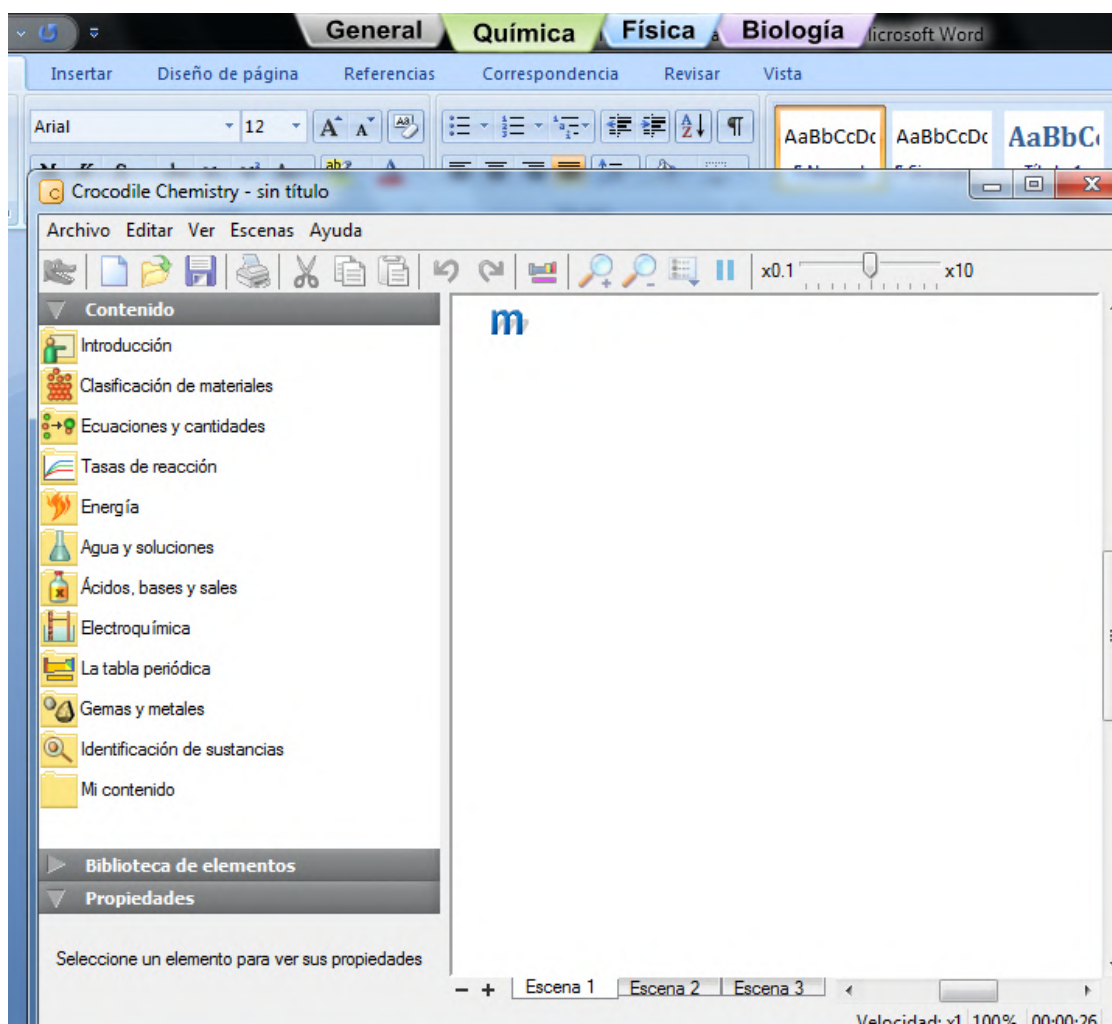 General Química Física Biología icrosoft Word
Insertar Diseño de página Referencias Correspondencia Revisar Vista
Arial 12 AaBbCcDc AaBbCcDc AaBbC
Crocodile Chemistry - sin título
Archivo Editar Ver Escenas Ayuda
x0.1 x10
Contenido
m
Introducción
Clasificación de materiales
Ecuaciones y cantidades
Tasas de reacción
Energía
Agua y soluciones
Ácidos, bases y sales
Electroquímica
La tabla periódica
Gemas y metales
Identificación de sustancias
Mi contenido
Biblioteca de elementos
Propiedades
Seleccione un elemento para ver sus propiedades
- + Escena 1 Escena 2 Escena 3
Velocidad: x1 100% 00:00:26